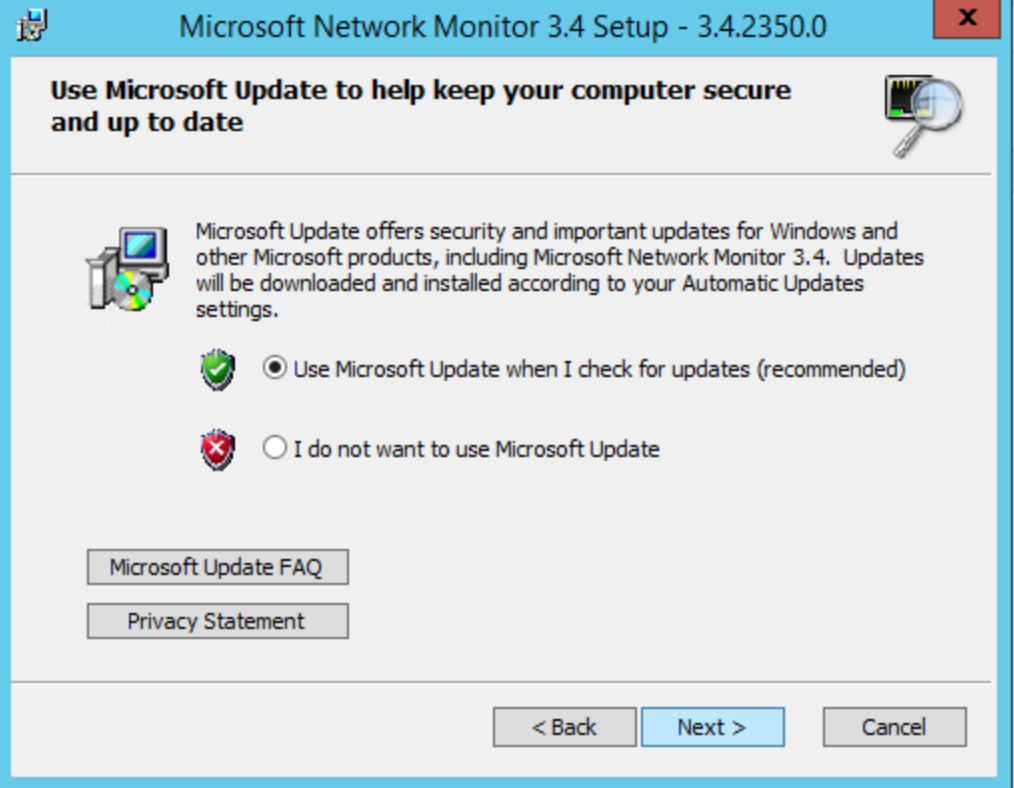 Microsoft Network Monitor 3.4 Setup - 3.4.2350.0
x
Use Microsoft Update to help keep your computer secure
and up to date
Microsoft Update offers security and important updates for Windows and
other Microsoft products, including Microsoft Network Monitor 3.4.  Updates
will be downloaded and installed according to your Automatic Updates
settings.
Use Microsoft Update when I check for updates (recommended)
I do not want to use Microsoft Update
Microsoft Update FAQ
Privacy Statement
< Back
Next >
Cancel